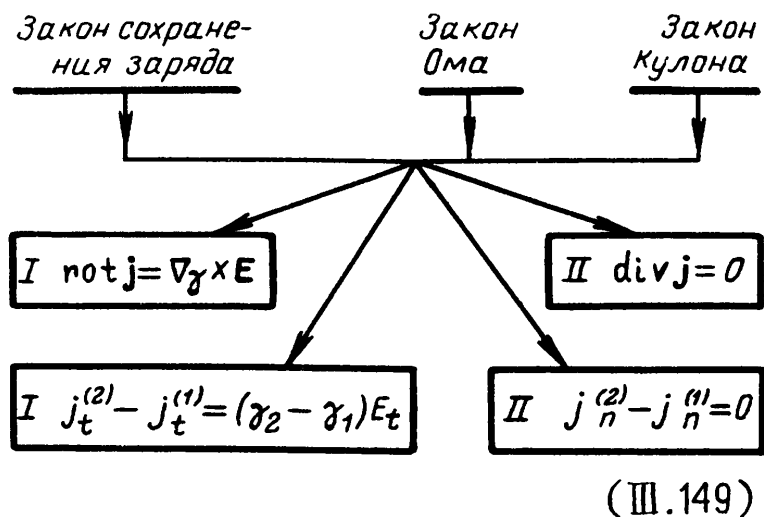 Закон сохране-
ния заряда
Закон
Ома
Закон
Кулона
I not j = ∇γ × E
II div j = 0
I j_t^(2) − j_t^(1) = (γ₂ − γ₁)E_t
II j_n^(2) − j_n^(1) = 0
(III.149)